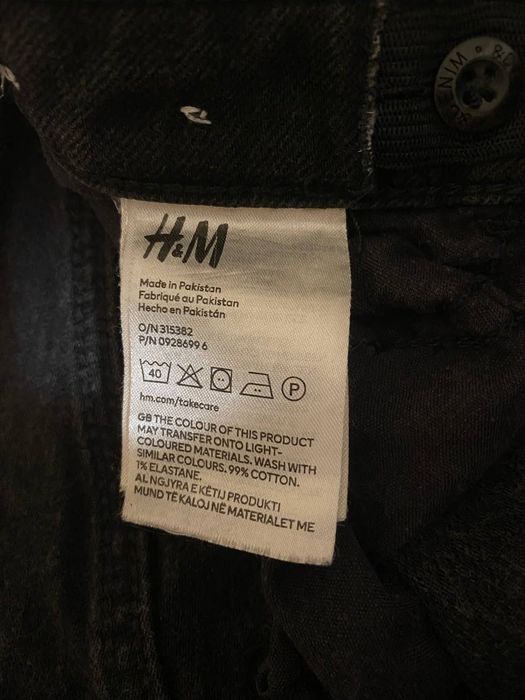 ENIM • &D
H&M
Made in Pakistan
Fabriqué au Pakistan
Hecho en Pakistán
O/N 315382
P/N 0928699 6
40
P
hm.com/takecare
GB THE COLOUR OF THIS PRODUCT
MAY TRANSFER ONTO LIGHT-
COLOURED MATERIALS. WASH WITH
SIMILAR COLOURS. 99% COTTON.
1% ELASTANE.
AL NGJYRA E KËTIJ PRODUKTI
MUND TË KALOJ NË MATERIALET ME